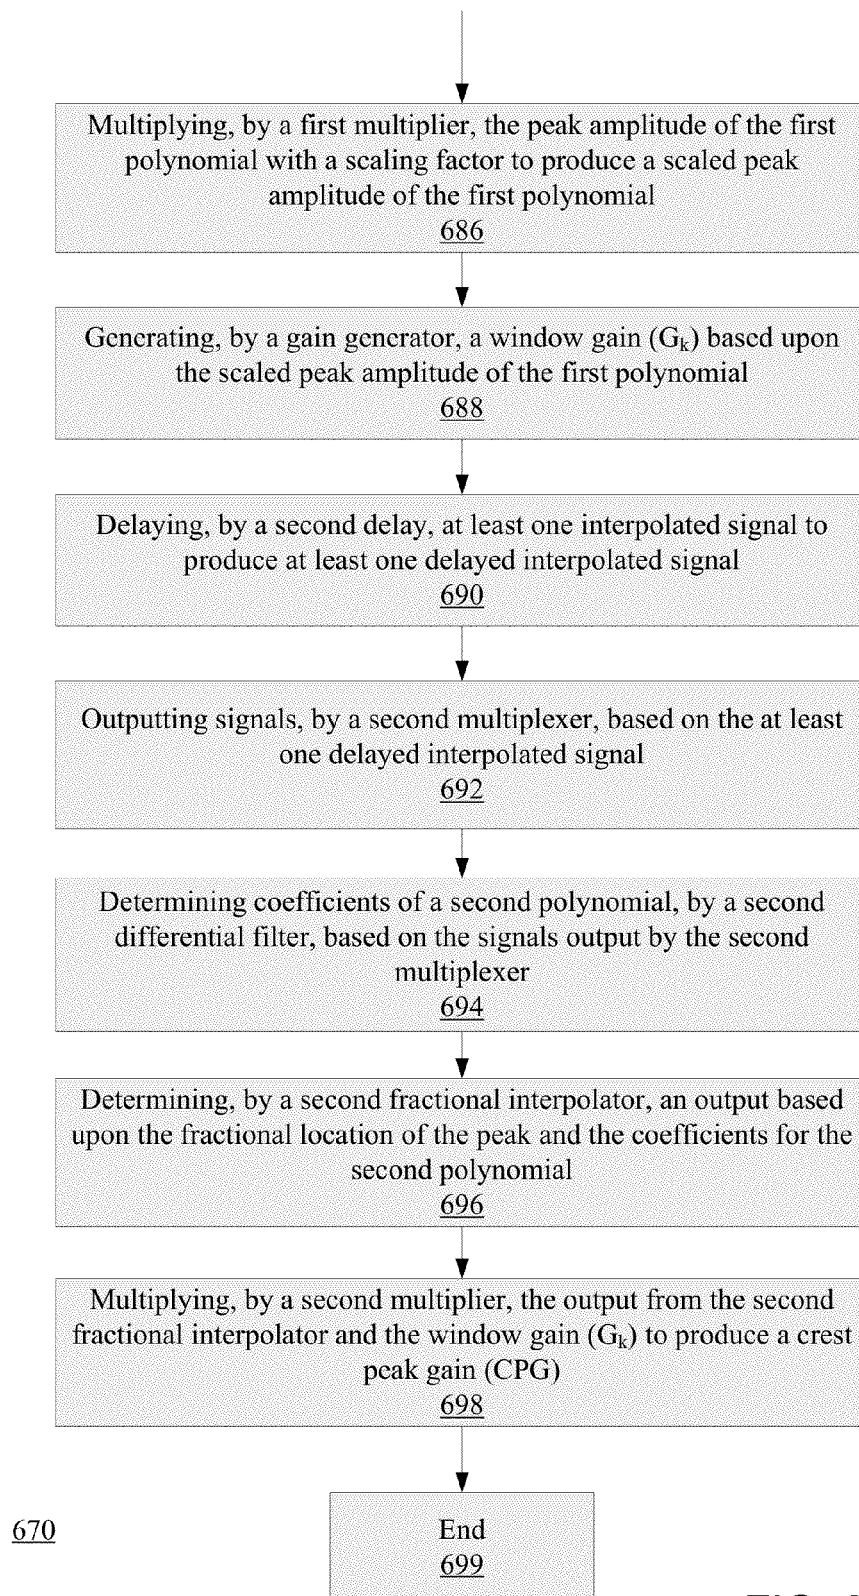 Multiplying, by a first multiplier, the peak amplitude of the first
polynomial with a scaling factor to produce a scaled peak
amplitude of the first polynomial
686
Generating, by a gain generator, a window gain (Gk) based upon
the scaled peak amplitude of the first polynomial
688
Delaying, by a second delay, at least one interpolated signal to
produce at least one delayed interpolated signal
690
Outputting signals, by a second multiplexer, based on the at least
one delayed interpolated signal
692
Determining coefficients of a second polynomial, by a second
differential filter, based on the signals output by the second
multiplexer
694
Determining, by a second fractional interpolator, an output based
upon the fractional location of the peak and the coefficients for the
second polynomial
696
Multiplying, by a second multiplier, the output from the second
fractional interpolator and the window gain (Gk) to produce a crest
peak gain (CPG)
698
670
End
699